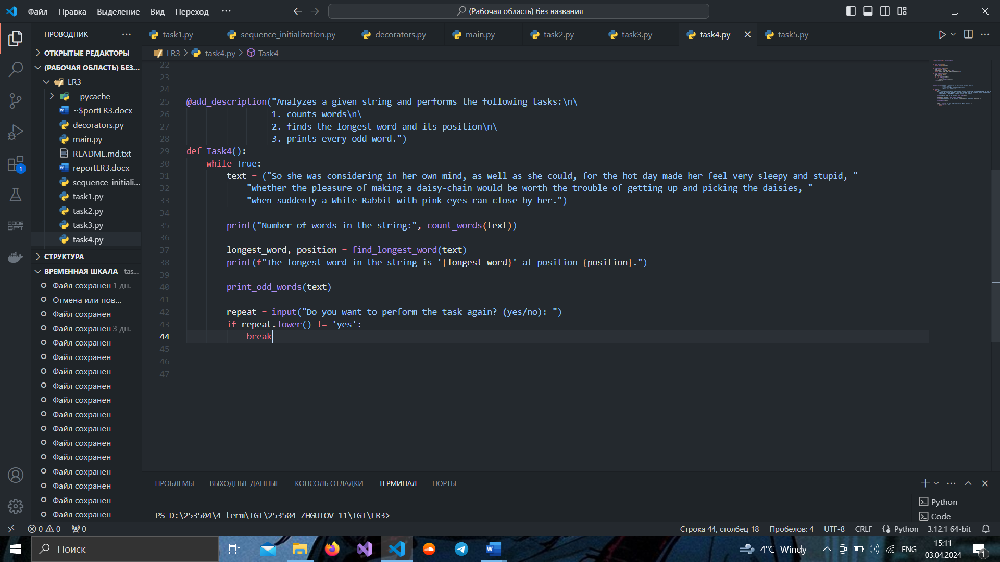 Файл Правка Выделение Вид Переход ··· (Рабочая область) без названия
ПРОВОДНИК ···
task1.py sequence_initialization.py decorators.py main.py task2.py task3.py task4.py task5.py
LR3 > task4.py > Task4
ОТКРЫТЫЕ РЕДАКТОРЫ
(РАБОЧАЯ ОБЛАСТЬ) БЕЗ...
LR3
__pycache__
~$portLR3.docx
decorators.py
main.py
README.md.txt
reportLR3.docx
sequence_initiali...
task1.py
task2.py
task3.py
task4.py
СТРУКТУРА
ВРЕМЕННАЯ ШКАЛА tas...
Файл сохранен 1 дн.
Отмена или пов...
Файл сохранен
Файл сохранен 3 дн.
Файл сохранен
Файл сохранен
Файл сохранен
Файл сохранен
Файл сохранен
Файл сохранен
Файл сохранен
Файл сохранен
Файл сохранен
Файл сохранен
Файл сохранен
Файл сохранен
Файл сохранен
CODE
GPT
1
22
23
24
25 @add_description("Analyzes a given string and performs the following tasks:\n\
26 1. counts words\n\
27 2. finds the longest word and its position\n\
28 3. prints every odd word.")
29 def Task4():
30 while True:
31 text = ("So she was considering in her own mind, as well as she could, for the hot day made her feel very sleepy and stupid, "
32 "whether the pleasure of making a daisy-chain would be worth the trouble of getting up and picking the daisies, "
33 "when suddenly a White Rabbit with pink eyes ran close by her.")
34
35 print("Number of words in the string:", count_words(text))
36
37 longest_word, position = find_longest_word(text)
38 print(f"The longest word in the string is '{longest_word}' at position {position}.")
39
40 print_odd_words(text)
41
42 repeat = input("Do you want to perform the task again? (yes/no): ")
43 if repeat.lower() != 'yes':
44 break
45
46
47
ПРОБЛЕМЫ ВЫХОДНЫЕ ДАННЫЕ КОНСОЛЬ ОТЛАДКИ ТЕРМИНАЛ ПОРТЫ
PS D:\253504\4 term\IGI\253504_ZHGUTOV_11\IGI\LR3>
Python
Code
0 0 0 Строка 44, столбец 18 Пробелов: 4 UTF-8 CRLF Python 3.12.1 64-bit
Поиск 4°C Windy ENG 15:11
03.04.2024
1